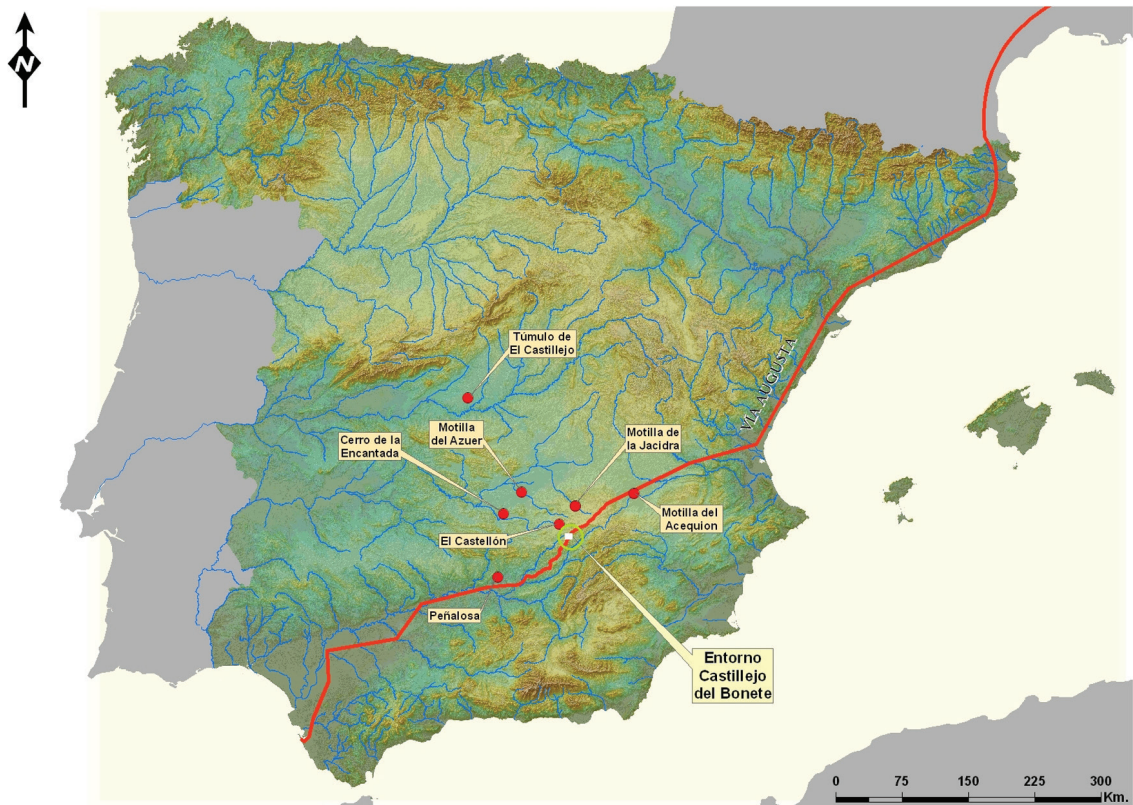 N
Túmulo de
El Castillejo
VÍA AUGUSTA
Motilla
del Azuer
Cerro de la
Encantada
Motilla de
la Jacidra
Motilla del
Acequion
El Castellón
Peñalosa
Entorno
Castillejo
del Bonete
0 75 150 225 300
Km.